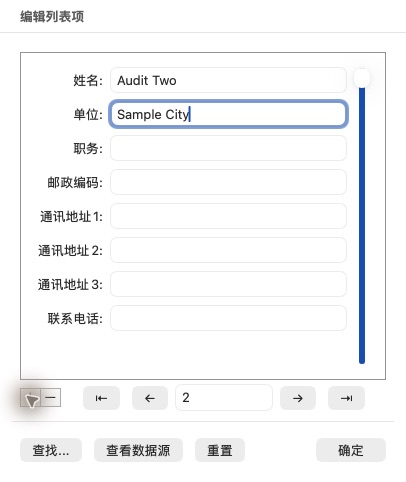 编辑列表项
姓名: Audit Two
单位: Sample City
职务:
邮政编码:
通讯地址1:
通讯地址2:
通讯地址3:
联系电话:
2
查找... 查看数据源 重置 确定